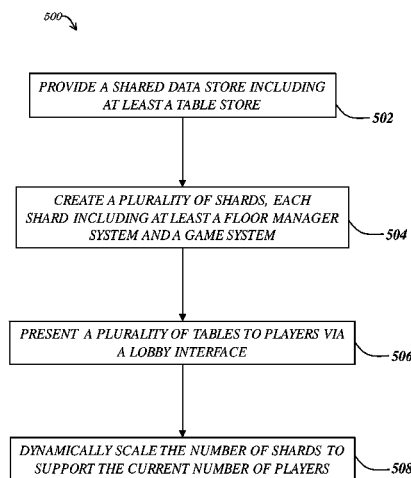 500
PROVIDE A SHARED DATA STORE INCLUDING
AT LEAST A TABLE STORE
502
CREATE A PLURALITY OF SHARDS, EACH
SHARD INCLUDING AT LEAST A FLOOR MANAGER
SYSTEM AND A GAME SYSTEM
504
PRESENT A PLURALITY OF TABLES TO PLAYERS VIA
A LOBBY INTERFACE
506
DYNAMICALLY SCALE THE NUMBER OF SHARDS TO
SUPPORT THE CURRENT NUMBER OF PLAYERS
508